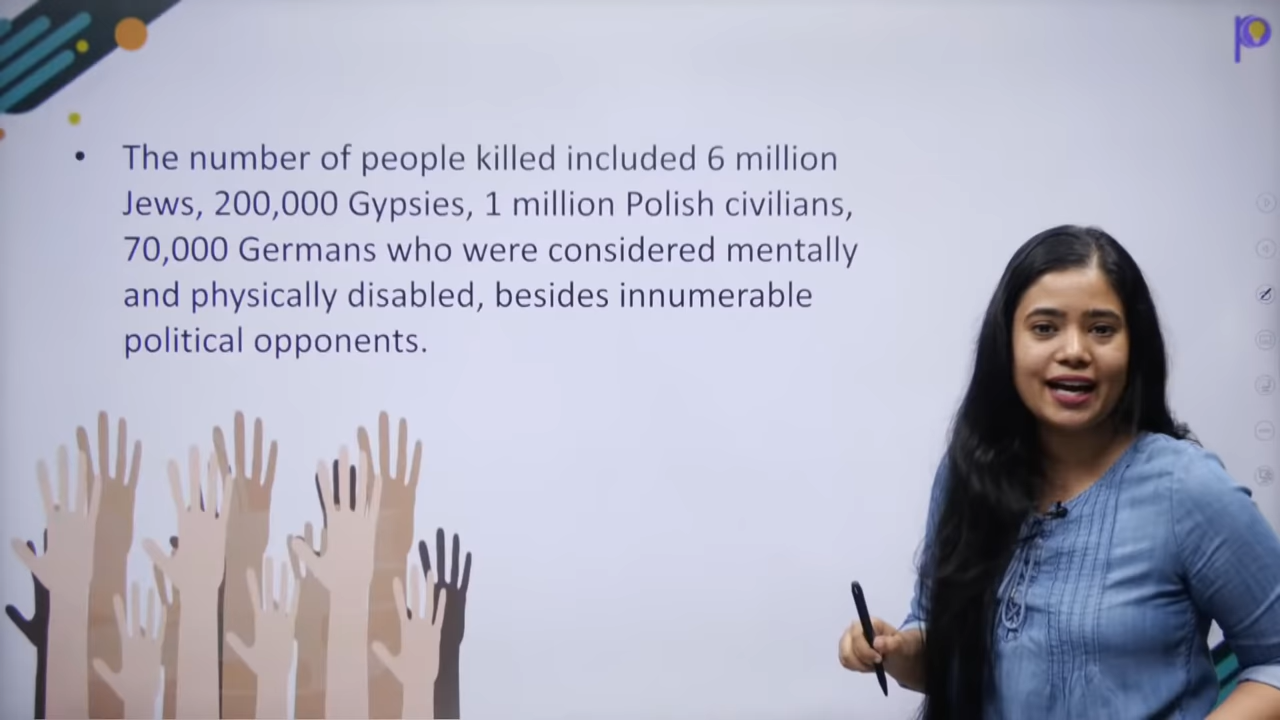 • The number of people killed included 6 million
Jews, 200,000 Gypsies, 1 million Polish civilians,
70,000 Germans who were considered mentally
and physically disabled, besides innumerable
political opponents.